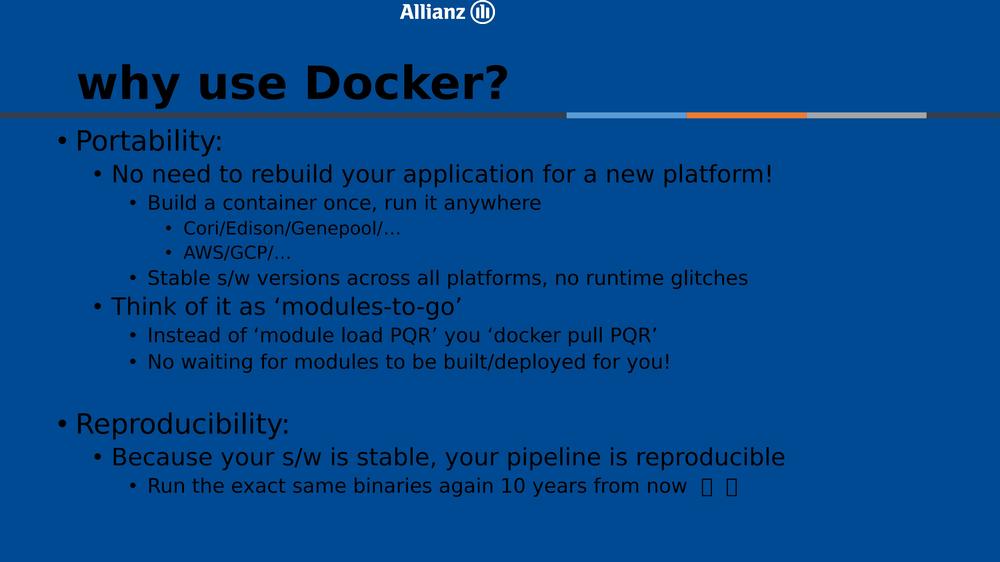 Allianz
why use Docker?
• Portability:
• No need to rebuild your application for a new platform!
• Build a container once, run it anywhere
• Cori/Edison/Genepool/…
• AWS/GCP/…
• Stable s/w versions across all platforms, no runtime glitches
• Think of it as ‘modules-to-go’
• Instead of ‘module load PQR’ you ‘docker pull PQR’
• No waiting for modules to be built/deployed for you!
• Reproducibility:
• Because your s/w is stable, your pipeline is reproducible
• Run the exact same binaries again 10 years from now